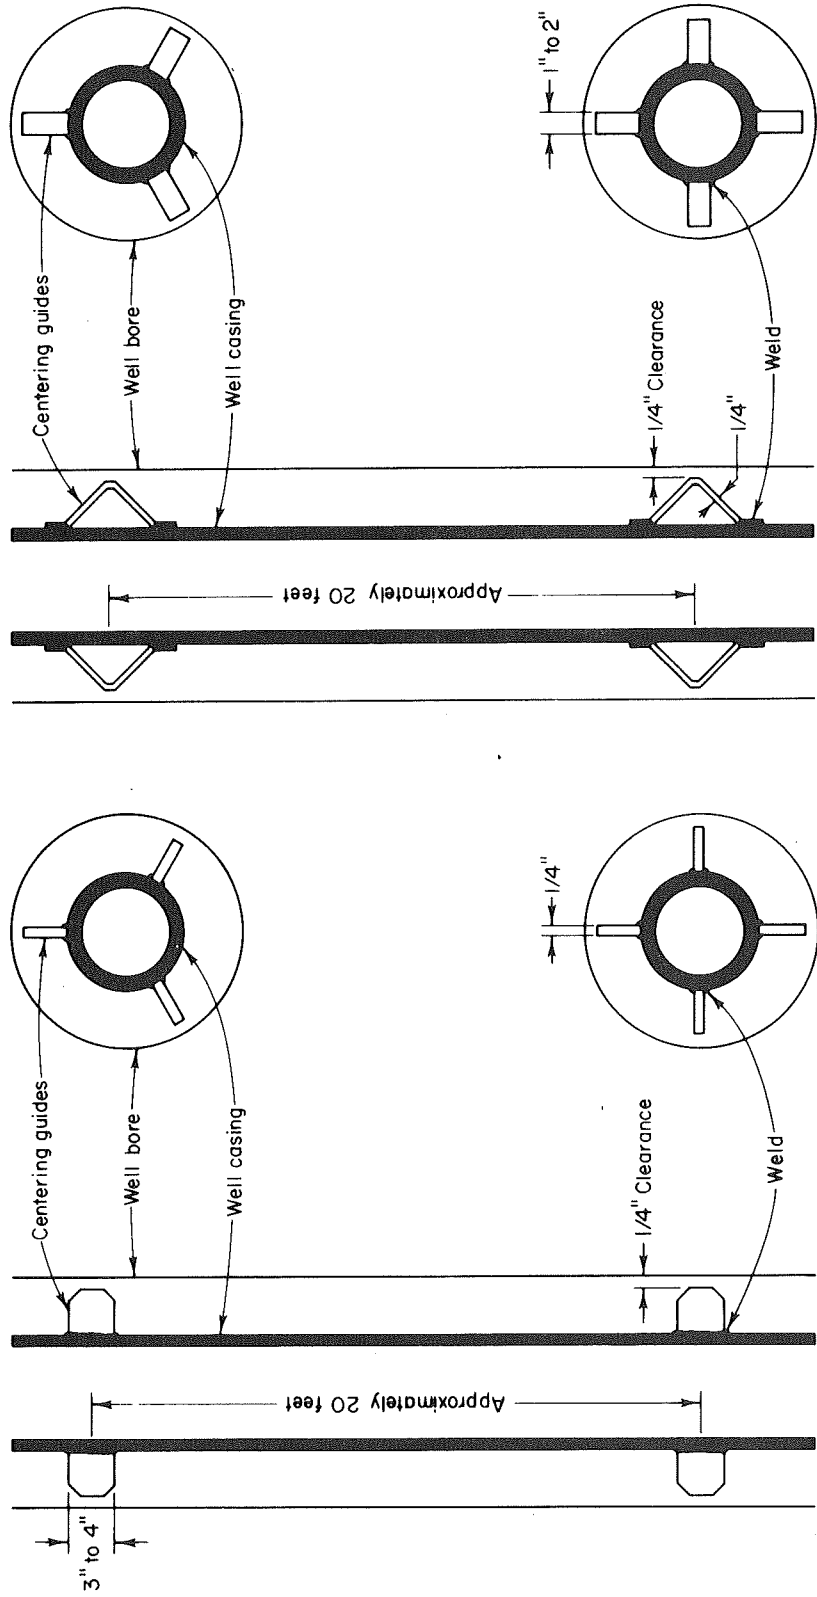 Centering guides
Well bore
Well casing
Approximately 20 feet
1/4" Clearance
1/4"
Weld
1" to 2"
Centering guides
Well bore
Well casing
Approximately 20 feet
3" to 4"
1/4" Clearance
1/4"
Weld